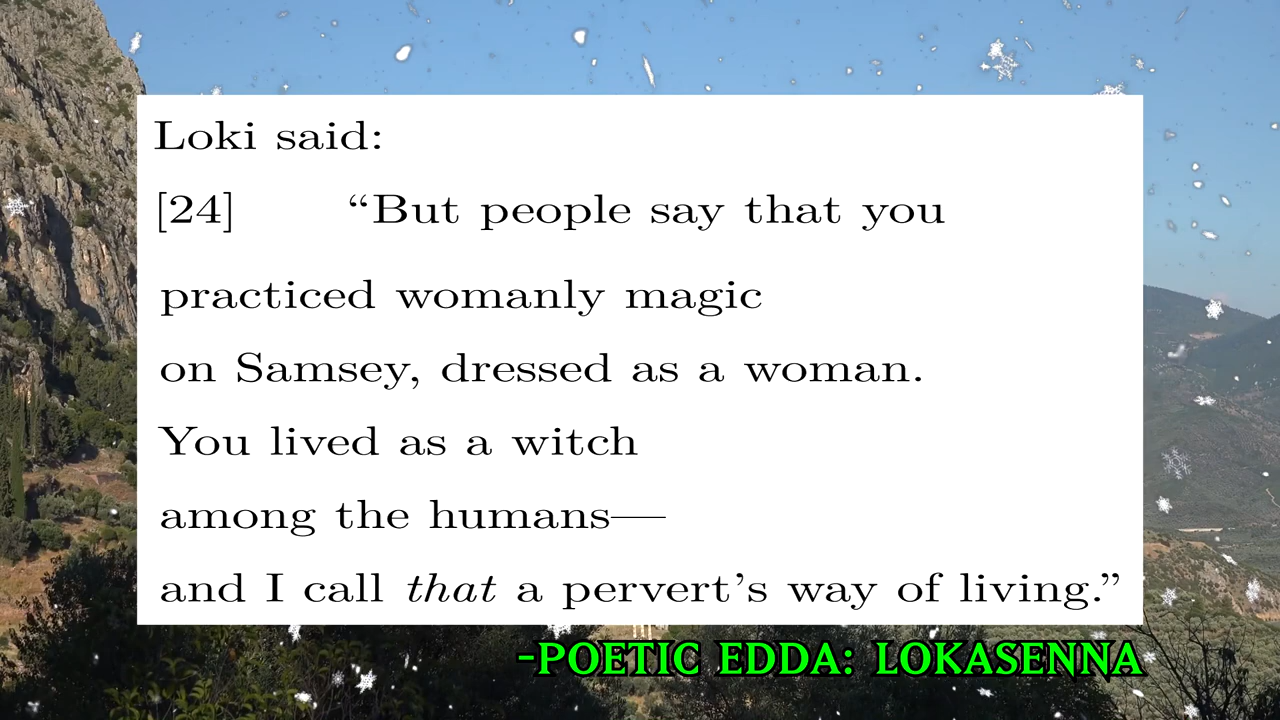 Loki said:
[24] “But people say that you
practiced womanly magic
on Samsey, dressed as a woman.
You lived as a witch
among the humans—
and I call that a pervert’s way of living.”
-POETIC EDDA: LOKASENNA